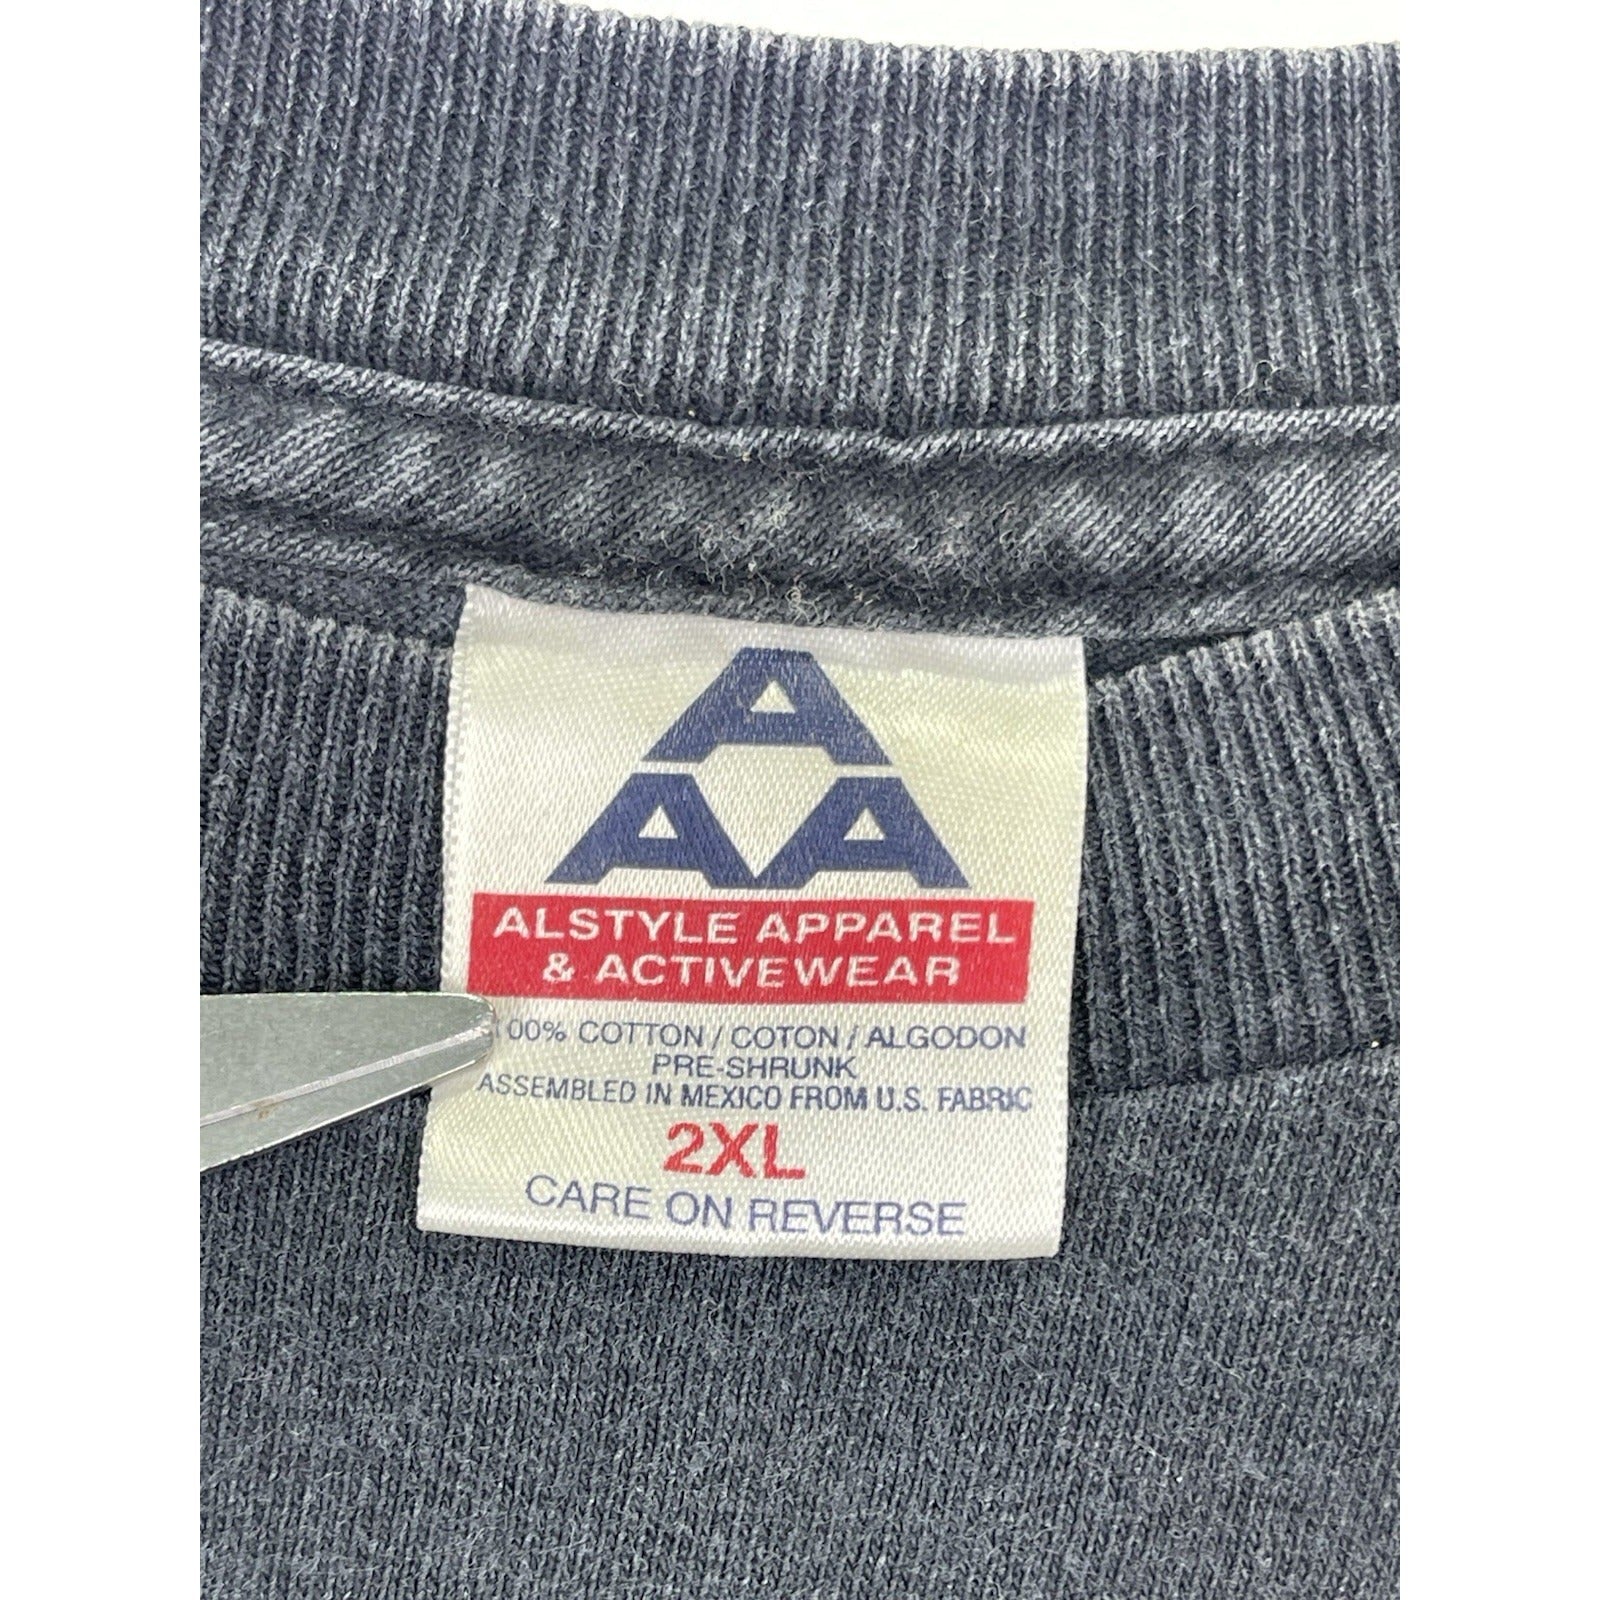 A
A A
ALSTYLE APPAREL
& ACTIVEWEAR
100% COTTON / COTON / ALGODON
PRE-SHRUNK
ASSEMBLED IN MEXICO FROM U.S. FABRIC
2XL
CARE ON REVERSE